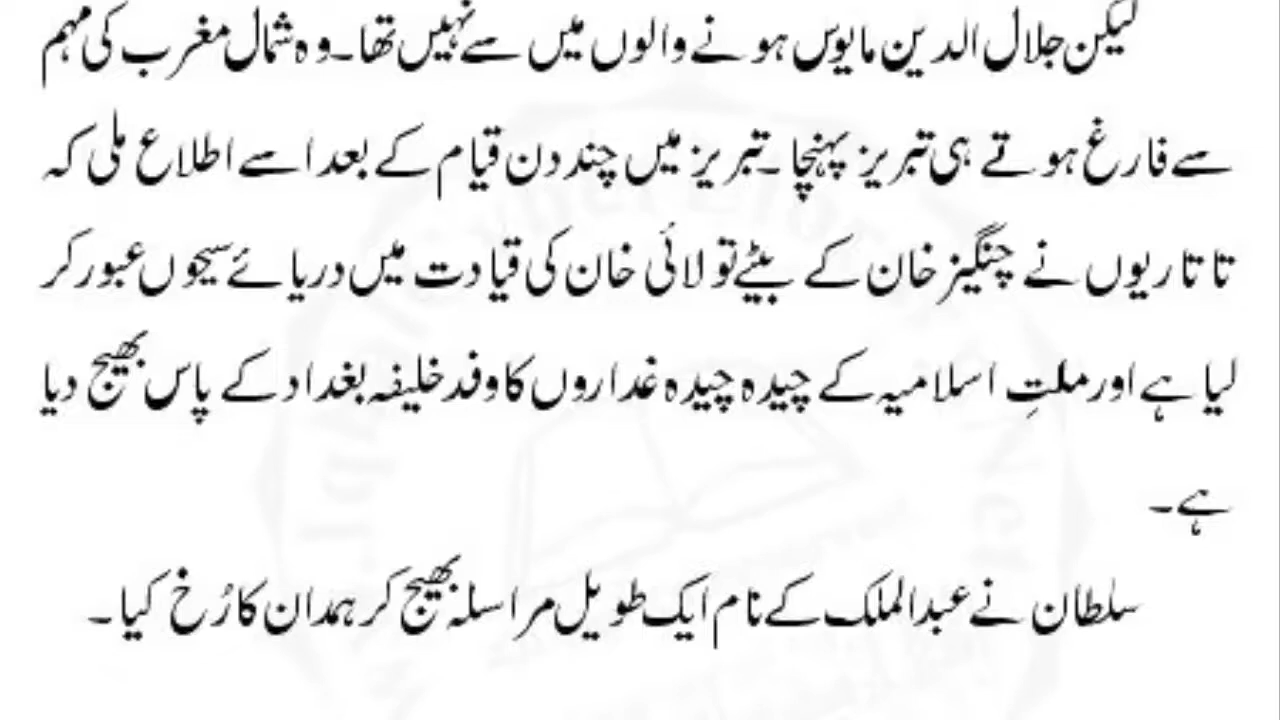 لیکن جلال الدین مایوس ہونے والوں میں سے نہیں تھا۔ وہ شمال مغرب کی مہم
سے فارغ ہوتے ہی تبریز پہنچا۔ تبریز میں چند دن قیام کے بعد اسے اطلاع ملی کہ
تاتاریوں نے چنگیز خان کے بیٹے تولائی خان کی قیادت میں دریائے سیحوں عبور کر
لیا ہے اور ملتِ اسلامیہ کے چیدہ چیدہ غداروں کا وفد خلیفہ بغداد کے پاس بھیج دیا
ہے۔
سلطان نے عبدالملک کے نام ایک طویل مراسلہ بھیج کر ہمدان کا رُخ کیا۔